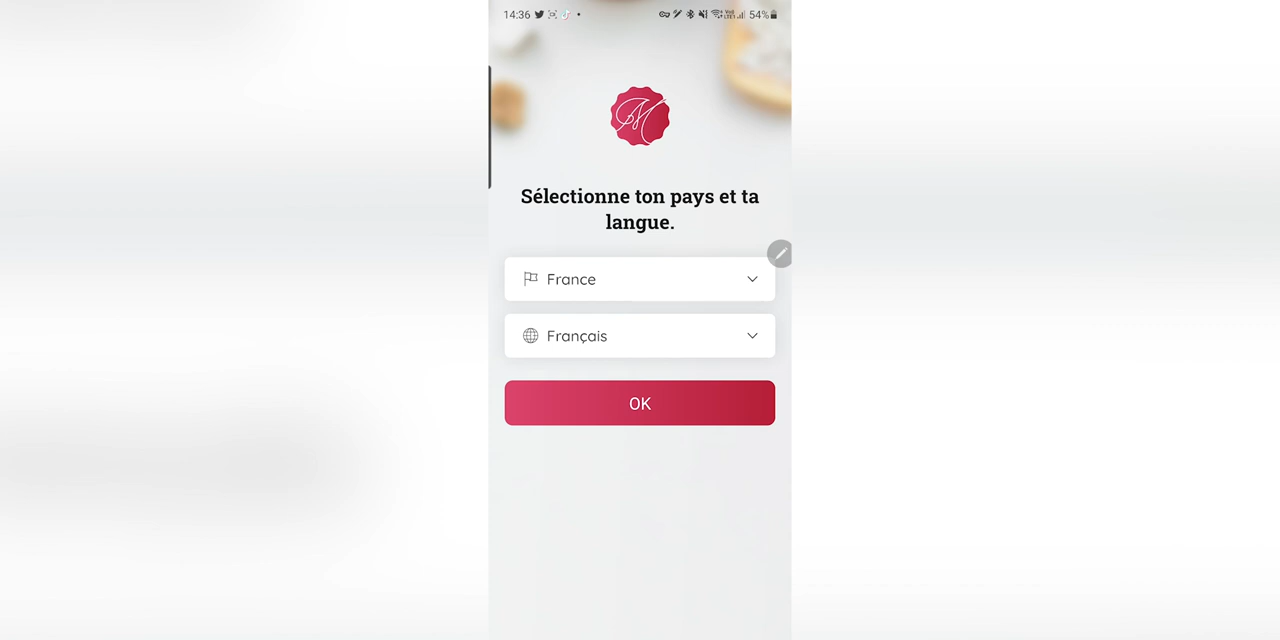 14:36
54%
Sélectionne ton pays et ta
langue.
France
Français
OK